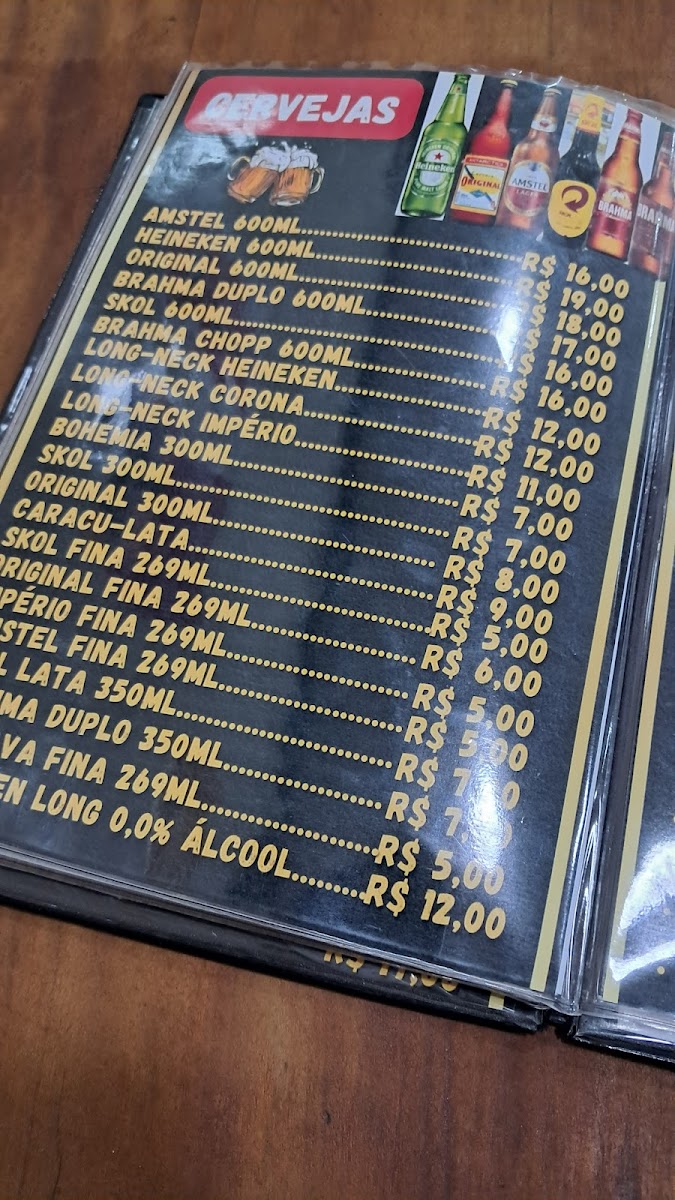 CERVEJAS
Heineken
ORIGINAL
AMSTEL
BRAHMA
BRAHMA
AMSTEL 600ML........................R$ 16,00
HEINEKEN 600ML........................R$ 19,00
ORIGINAL 600ML........................R$ 18,00
BRAHMA DUPLO 600ML........................R$ 17,00
SKOL 600ML........................R$ 16,00
BRAHMA CHOPP 600ML........................R$ 16,00
LONG-NECK HEINEKEN........................R$ 12,00
LONG-NECK CORONA........................R$ 12,00
LONG-NECK IMPÉRIO........................R$ 11,00
BOHEMIA 300ML........................R$ 7,00
SKOL 300ML........................R$ 7,00
ORIGINAL 300ML........................R$ 8,00
CARACU-LATA........................R$ 9,00
SKOL FINA 269ML........................R$ 5,00
RIGINAL FINA 269ML........................R$ 6,00
PÉRIO FINA 269ML........................R$ 5,00
STEL FINA 269ML........................R$ 5,00
L LATA 350ML........................R$ 7, 0
MA DUPLO 350ML........................R$ 7,
VA FINA 269ML........................R$ 5,00
EN LONG 0,0% ÁLCOOL.........R$ 12,00